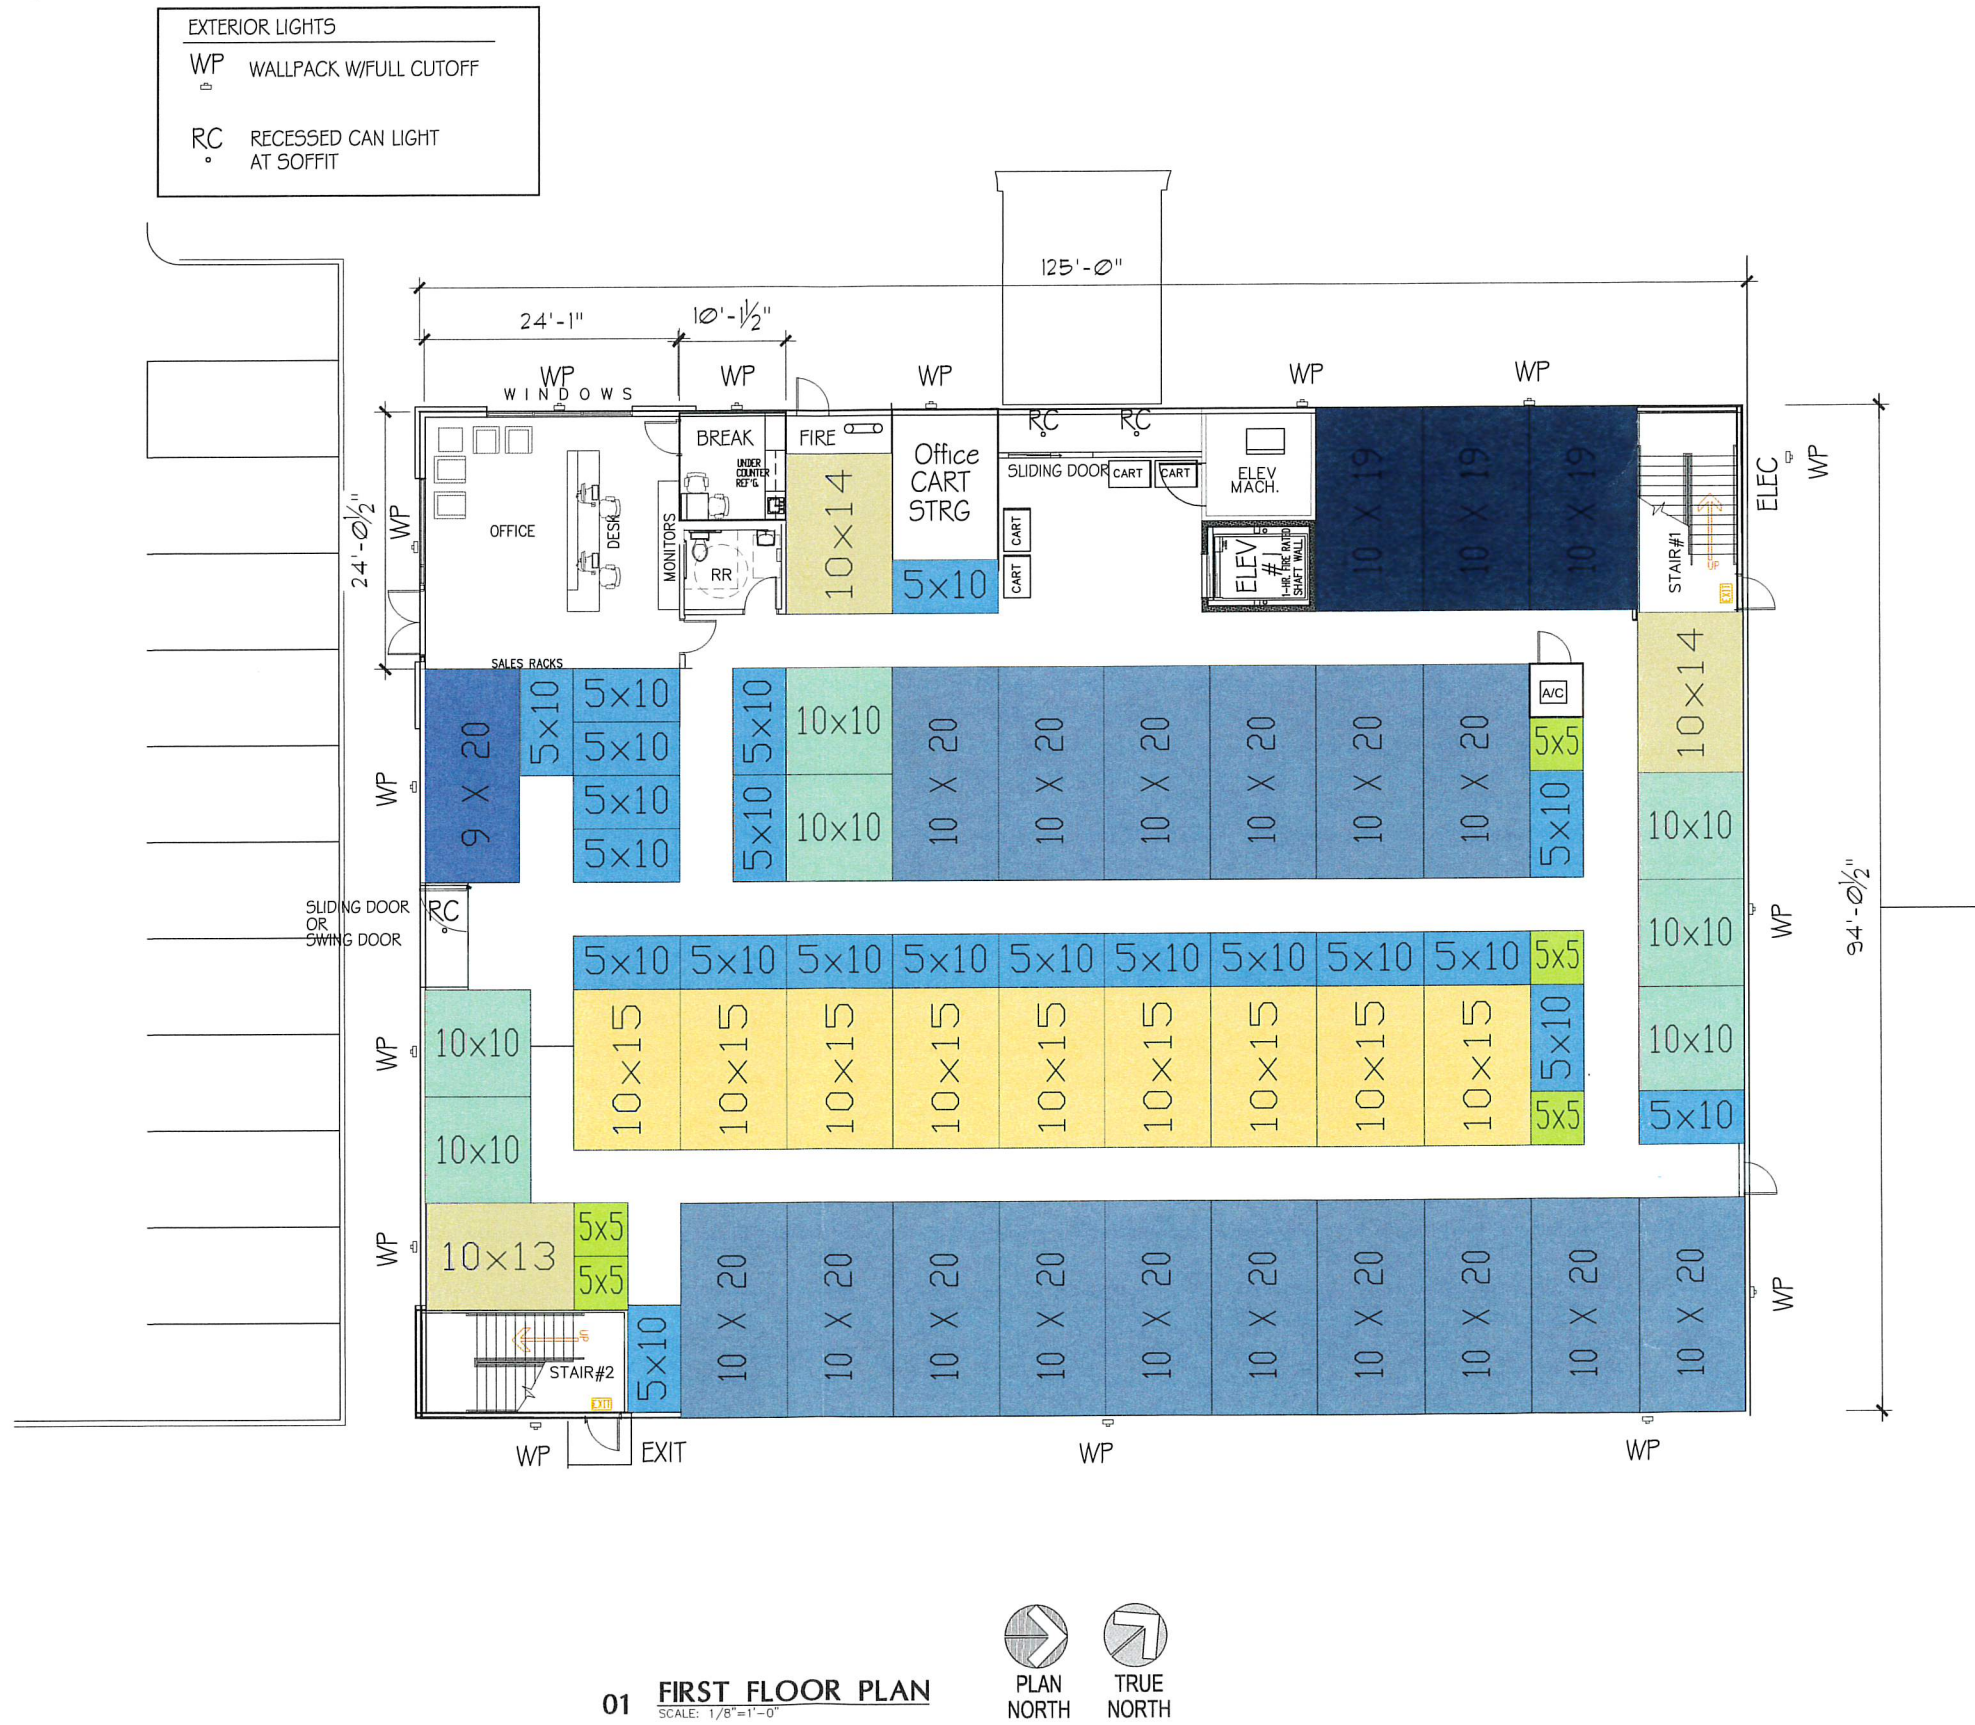 EXTERIOR LIGHTS
WP WALLPACK W/FULL CUTOFF
RC RECESSED CAN LIGHT
AT SOFFIT
125'-0"
24'-1"
10'-1½"
WP
WP
WP
WP
WP
WINDOWS
RC
RC
BREAK
FIRE
UNDER
COUNTER
REF'G.
Office
CART
STRG
SLIDING DOOR
CART
CART
ELEV
MACH.
10 X 19
10 X 19
10 X 19
ELEC
WP
24'-0½"
WP
OFFICE
DESK
MONITORS
RR
10x14
5x10
CART
CART
ELEV
#1
1-HR. FIRE RATED
SHAFT WALL
STAIR#1
UP
EXIT
SALES RACKS
9 X 20
5x10
5x10
5x10
5x10
5x10
5x10
5x10
10x10
10x10
10 X 20
10 X 20
10 X 20
10 X 20
10 X 20
10 X 20
A/C
5x5
5x10
10x14
10x10
10x10
10x10
5x10
WP
SLIDING DOOR
OR
SWING DOOR
RC
WP
94'-0½"
5x10
5x10
5x10
5x10
5x10
5x10
5x10
5x10
5x10
5x5
10x10
10x10
WP
10x15
10x15
10x15
10x15
10x15
10x15
10x15
10x15
10x15
5x10
5x5
WP
10x13
5x5
5x5
UP
STAIR#2
EXIT
5x10
10 X 20
10 X 20
10 X 20
10 X 20
10 X 20
10 X 20
10 X 20
10 X 20
10 X 20
10 X 20
WP
WP
EXIT
WP
WP
PLAN
NORTH
TRUE
NORTH
01 FIRST FLOOR PLAN
SCALE: 1/8"=1'-0"